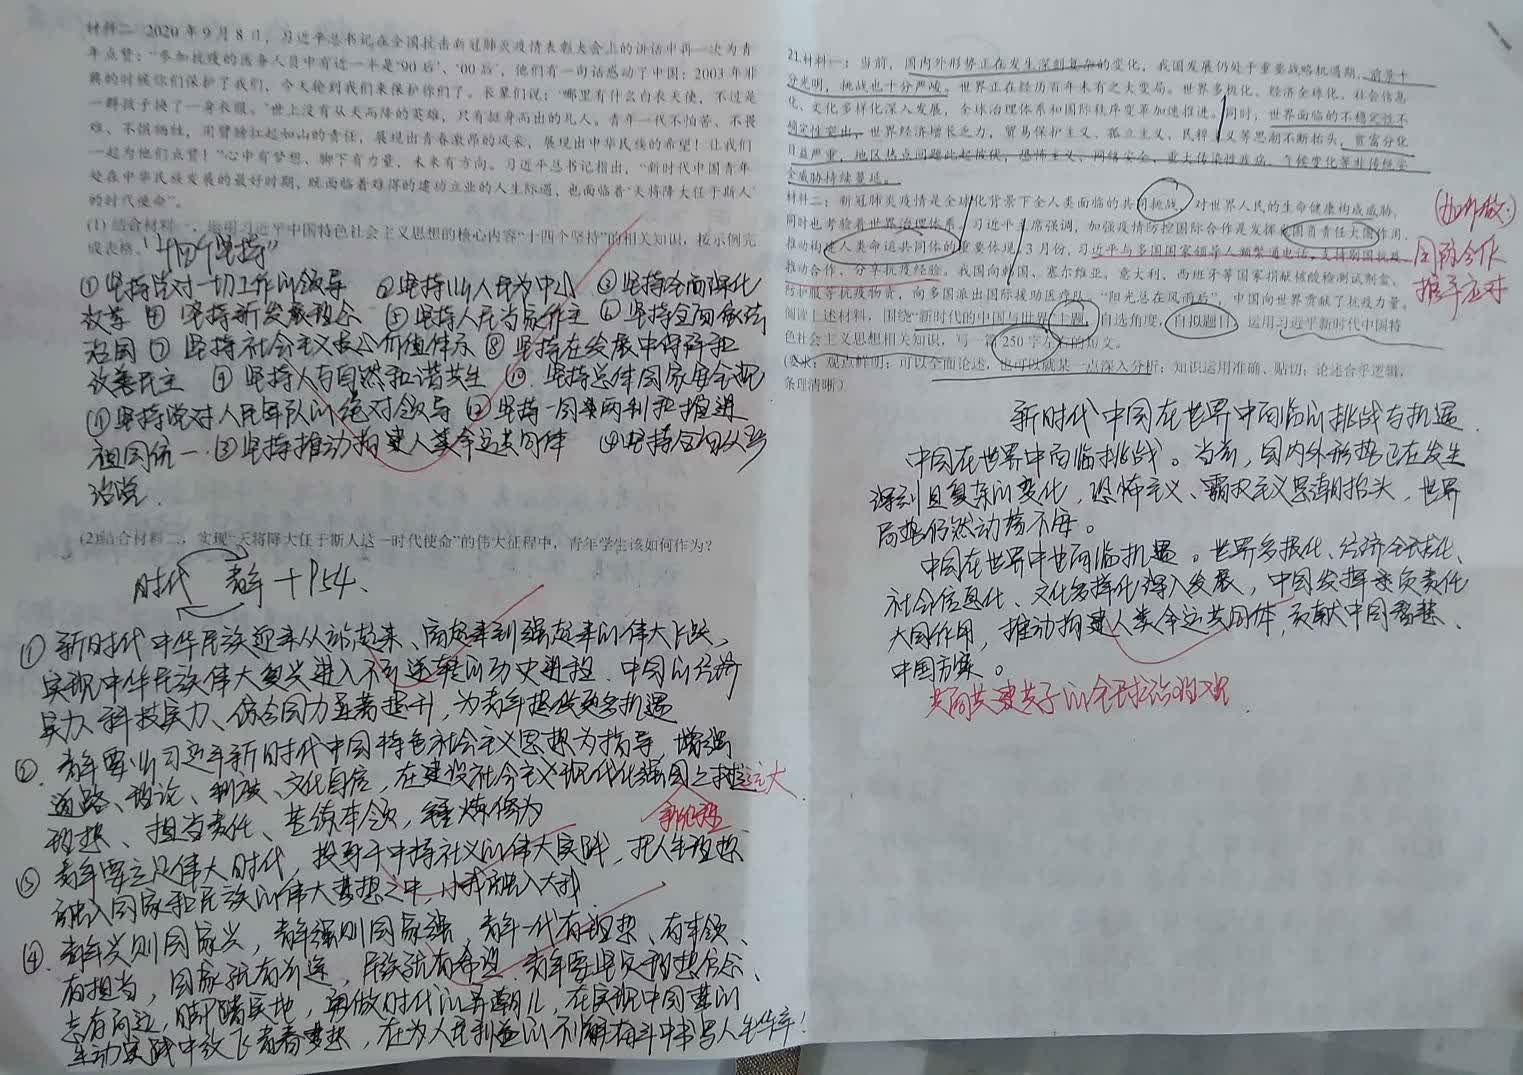 材料二 2020年9月8日，习近平总书记在全国抗击新冠肺炎疫情表彰大会上的讲话中再一次为青
年点赞：“参加抗疫的医务人员中有近一半是‘90后’、‘00后’，他们有一句话感动了中国：2003年非
典的时候你们保护了我们，今天轮到我们来保护你们了。长辈们说：‘哪里有什么白衣天使，不过是
一群孩子换了一身衣服。’世上没有从天而降的英雄，只有挺身而出的凡人。青年一代不怕苦、不畏
难、不惧牺牲，用臂膀扛起如山的责任，展现出青春激昂的风采，展现出中华民族的希望！让我们
一起为他们点赞！”心中有梦想、脚下有力量，未来有方向。习近平总书记指出，“新时代中国青年
处在中华民族发展的最好时期，既面临着难得的建功立业的人生际遇，也面临着‘天将降大任于斯人’
的时代使命”。
(1) 结合材料一，运用习近平中国特色社会主义思想的核心内容“十四个坚持”的相关知识，按示例完
成表格。“十四个坚持”
①坚持党对一切工作的领导 ②坚持以人民为中心 ③坚持全面深化
改革 ④坚持新发展理念 ⑤坚持人民当家作主 ⑥坚持全面依法
治国 ⑦坚持社会主义核心价值体系 ⑧坚持在发展中保障和
改善民生 ⑨坚持人与自然和谐共生 ⑩坚持总体国家安全观
⑪坚持党对人民军队的绝对领导 ⑫坚持一国两制和推进
祖国统一 ⑬坚持推动构建人类命运共同体 ⑭坚持全面从严
治党.
(2)结合材料二，实现“天将降大任于斯人这一时代使命”的伟大征程中，青年学生该如何作为？
时代 青年 + P54、
① 新时代中华民族迎来从站起来、富起来到强起来的伟大飞跃、
实现中华民族伟大复兴进入不可逆转的历史进程. 中国的经济
实力、科技实力、综合国力显著提升，为青年提供更多机遇
②. 青年要以习近平新时代中国特色社会主义思想为指导，增强
道路、理论、制度、文化自信，在建设社会主义现代化强国之 远大
理想、担当责任、苦练本领，锤炼修为 新征程
③ 青年要立足伟大时代，投身于中特社义的伟大实践，把人生理想
融入国家和民族的伟大梦想之中，小我融入大我
④. 青年兴则国家兴，青年强则国家强，青年一代有理想、有本领、
有担当，国家就有前途，民族就有希望 青年要坚定理想信念、
志存高远，脚踏实地，勇做时代的弄潮儿，在实现中国梦的
生动实践中放飞青春梦想，在为人民利益的不懈奋斗中书写人生华章！
21.材料一：当前，国内外形势正在发生深刻复杂的变化，我国发展仍处于重要战略机遇期，前景十
分光明，挑战也十分严峻。世界正在经历百年未有之大变局。世界多极化、经济全球化、社会信息
化、文化多样化深入发展，全球治理体系和国际秩序变革加速推进。同时，世界面临的不稳定性不
确定性突出，世界经济增长乏力，贸易保护主义、孤立主义、民粹主义等思潮不断抬头，贫富分化
日益严重，地区热点问题此起彼伏，恐怖主义、网络安全、重大传染性疾病、气候变化等非传统安
全威胁持续蔓延。
材料二：新冠肺炎疫情是全球化背景下全人类面临的共同挑战，对世界人民的生命健康构成威胁，
同时也考验着世界治理体系。习近平主席强调，加强疫情防控国际合作是发挥我国负责任大国作用、
推动构建人类命运共同体的重要体现。3月份，习近平与多国国家领导人频繁通电话，支持别国抗疫，
推动合作，分享抗疫经验。我国向韩国、塞尔维亚、意大利、西班牙等国家捐献核酸检测试剂盒、
防护服等抗疫物资，向多国派出国际援助医疗队。“阳光总在风雨后”，中国向世界贡献了抗疫力量。
阅读上述材料，围绕“新时代的中国与世界”主题，自选角度，自拟题目，运用习近平新时代中国特
色社会主义思想相关知识，写一篇250字左右的短文。
(要求：观点鲜明；可以全面论述，也可以就某一点深入分析；知识运用准确、贴切；论述合乎逻辑，
条理清晰）
国际合作
携手应对
新时代中国在世界中面临的挑战与机遇.
中国在世界中面临挑战。当前，国内外形势正在发生
深刻且复杂的变化，恐怖主义、霸权主义思潮抬头，世界
局势仍然动荡不安。
中国在世界中也面临机遇。世界多极化、经济全球化、
社会信息化、文化多样化深入发展，中国发挥负责任
大国作用，推动构建人类命运共同体，贡献中国智慧、
中国方案。
共商共建共享的全球治理观.